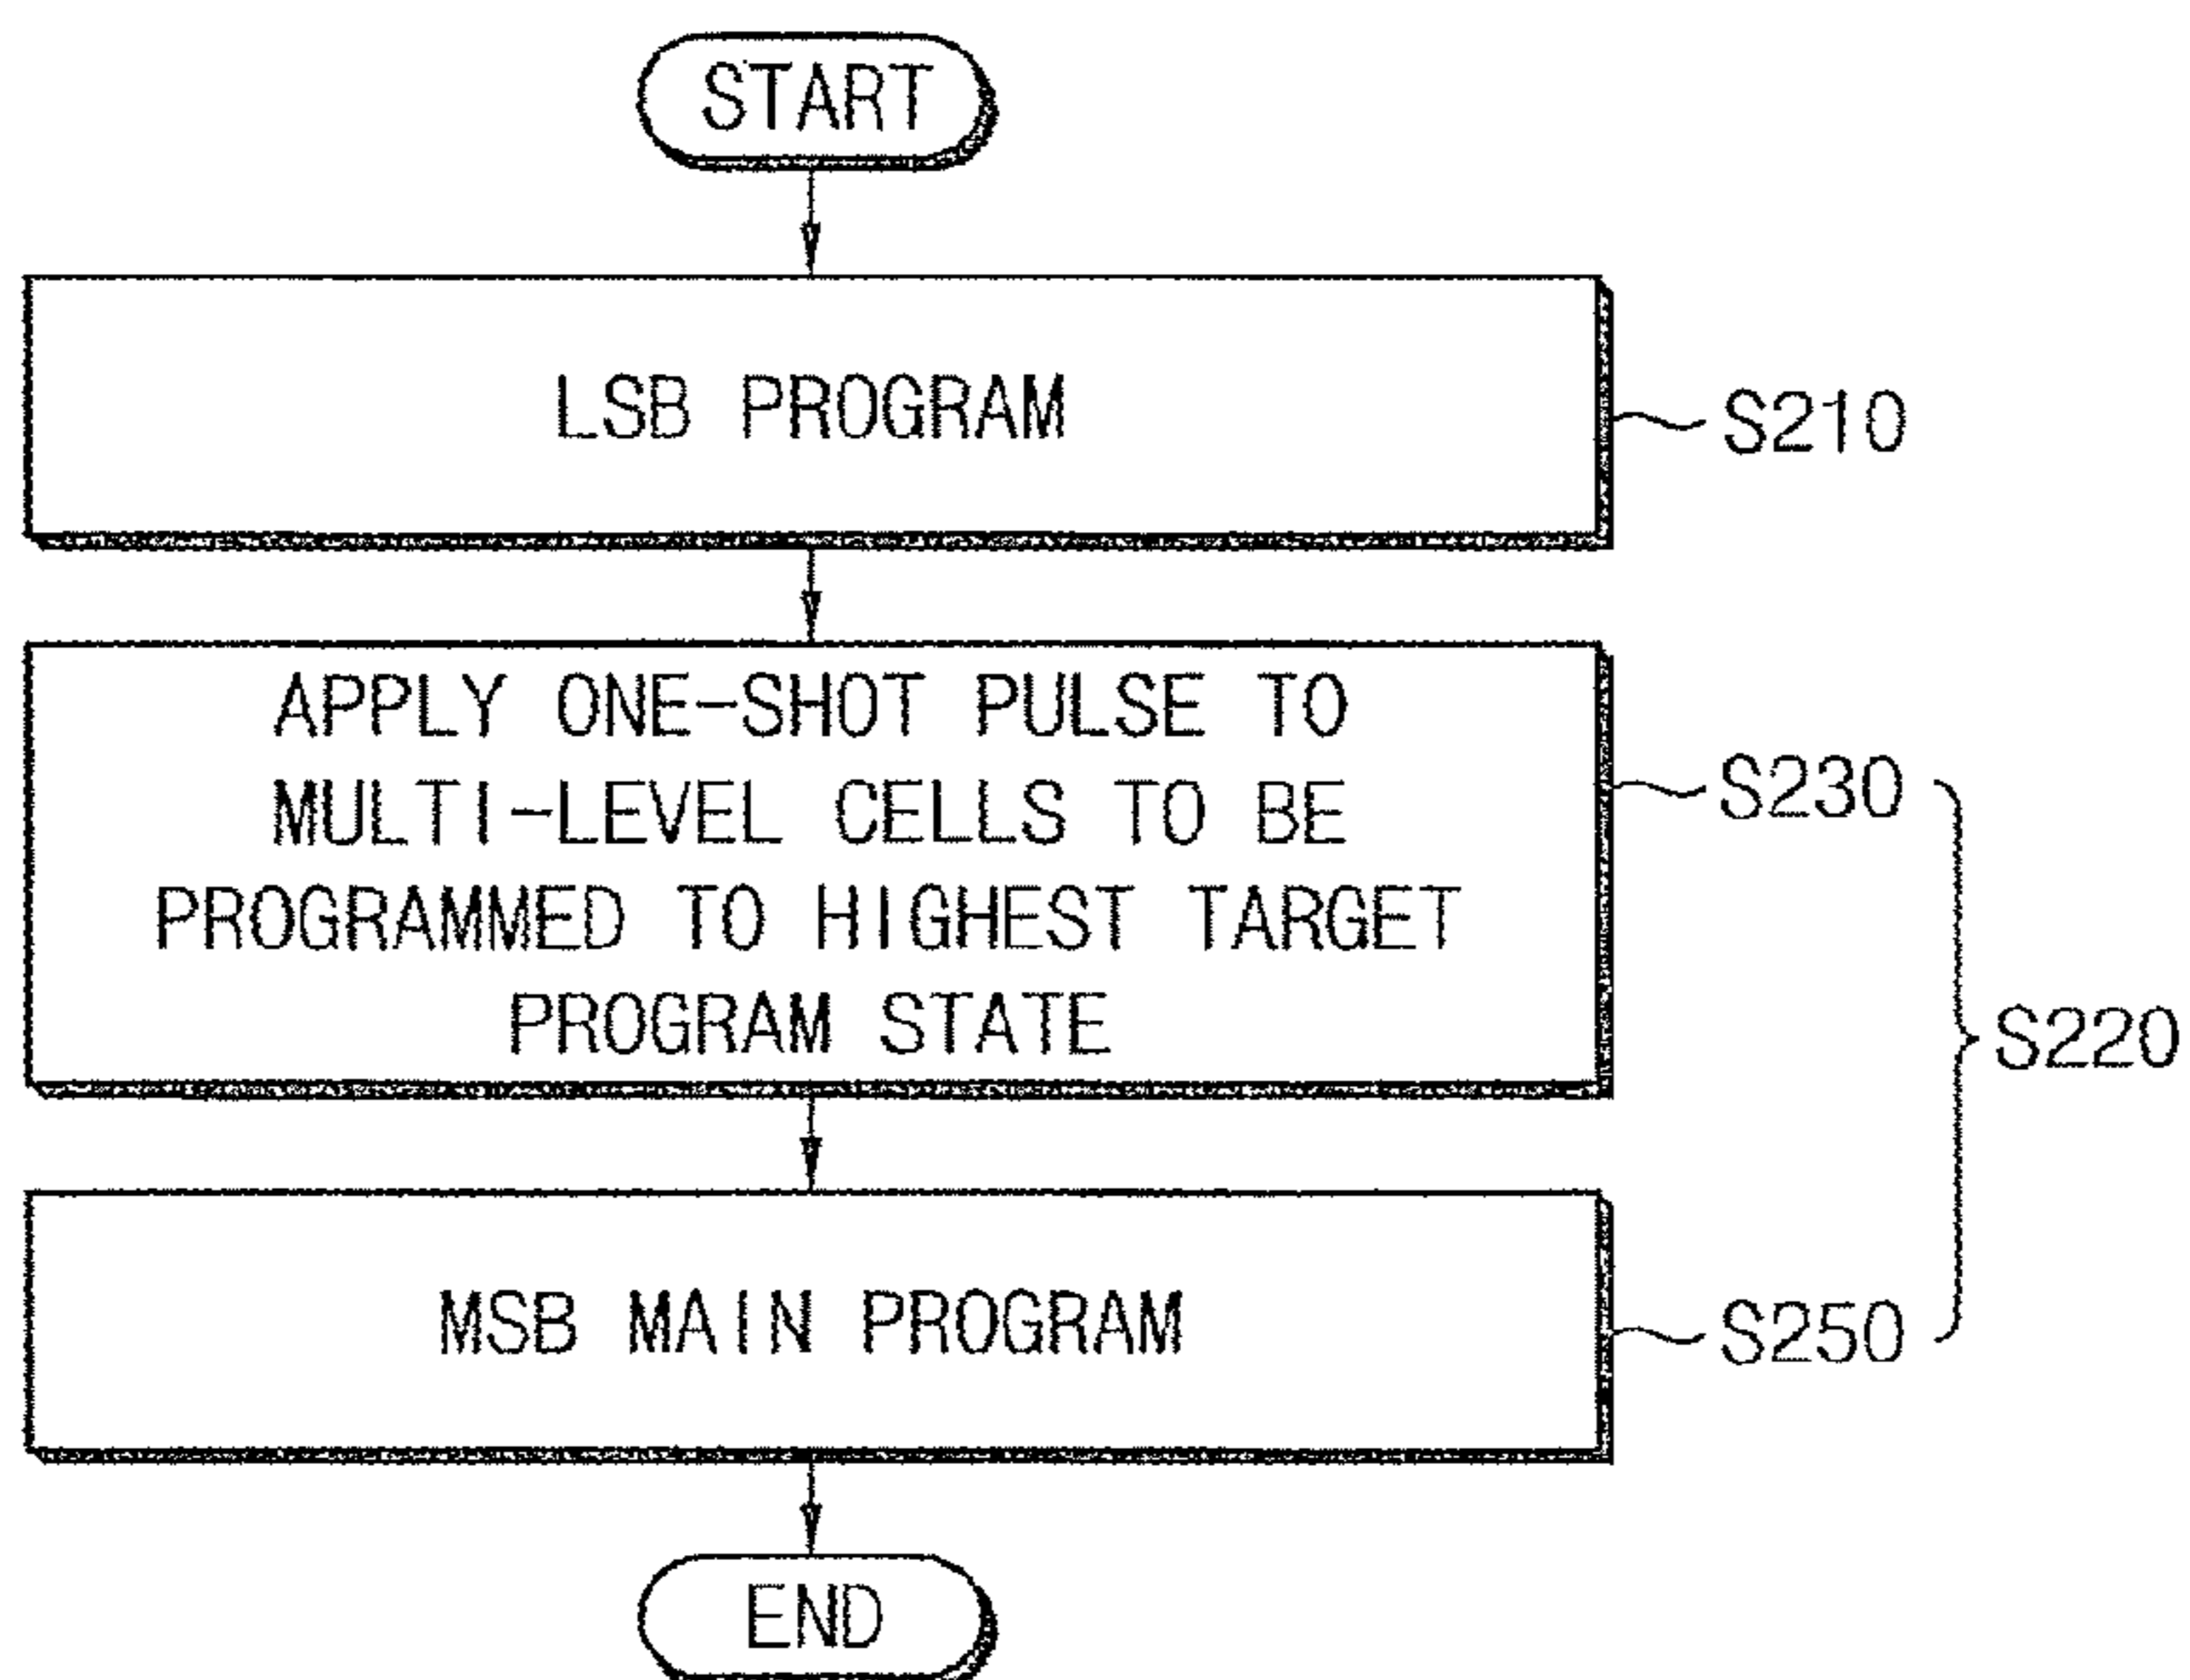 START
LSB PROGRAM
S210
APPLY ONE-SHOT PULSE TO
MULTI-LEVEL CELLS TO BE
PROGRAMMED TO HIGHEST TARGET
PROGRAM STATE
S230
S220
MSB MAIN PROGRAM
S250
END